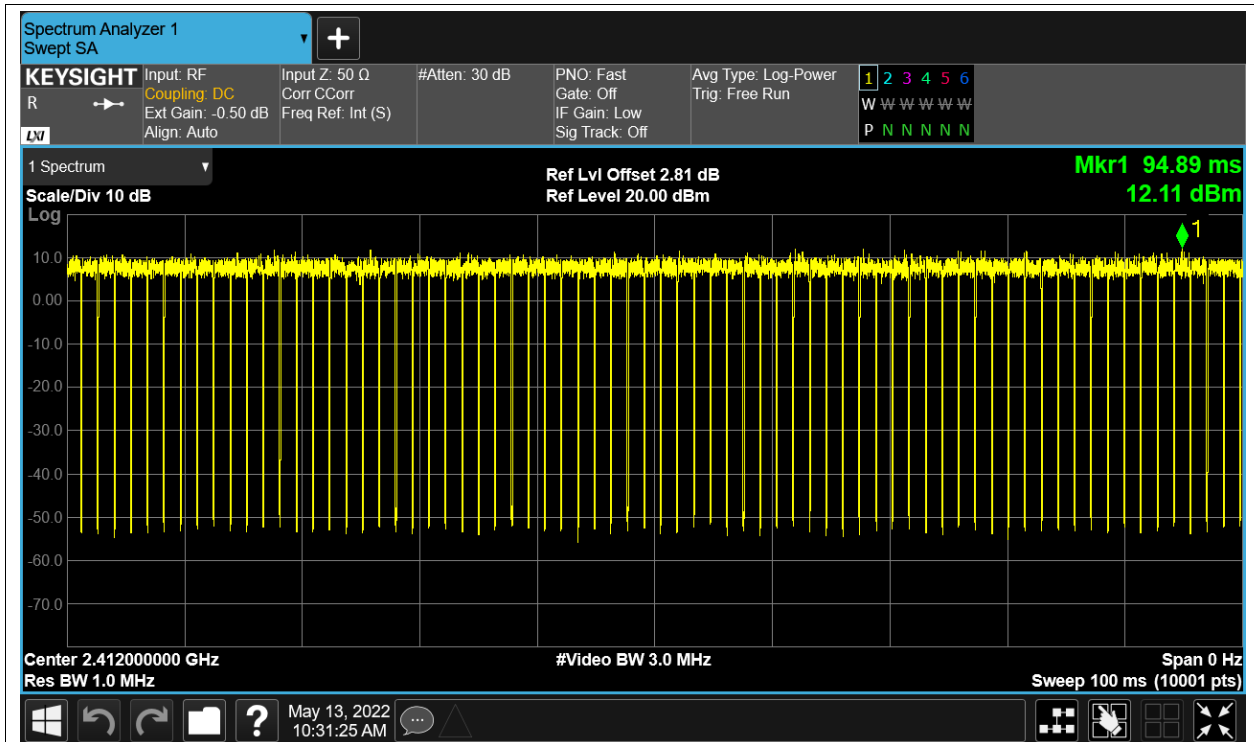 Spectrum Analyzer 1
Swept SA
KEYSIGHT
R
LXI
Input: RF
Coupling: DC
Ext Gain: -0.50 dB
Align: Auto
Input Z: 50 Ω
Corr CCorr
Freq Ref: Int (S)
#Atten: 30 dB
PNO: Fast
Gate: Off
IF Gain: Low
Sig Track: Off
Avg Type: Log-Power
Trig: Free Run
1 2 3 4 5 6
W W W W W W
P N N N N N
1 Spectrum
Scale/Div 10 dB
Ref Lvl Offset 2.81 dB
Ref Level 20.00 dBm
Mkr1 94.89 ms
12.11 dBm
Log
1
10.0
0.00
-10.0
-20.0
-30.0
-40.0
-50.0
-60.0
-70.0
Center 2.412000000 GHz
#Video BW 3.0 MHz
Span 0 Hz
Res BW 1.0 MHz
Sweep 100 ms (10001 pts)
?
May 13, 2022
10:31:25 AM